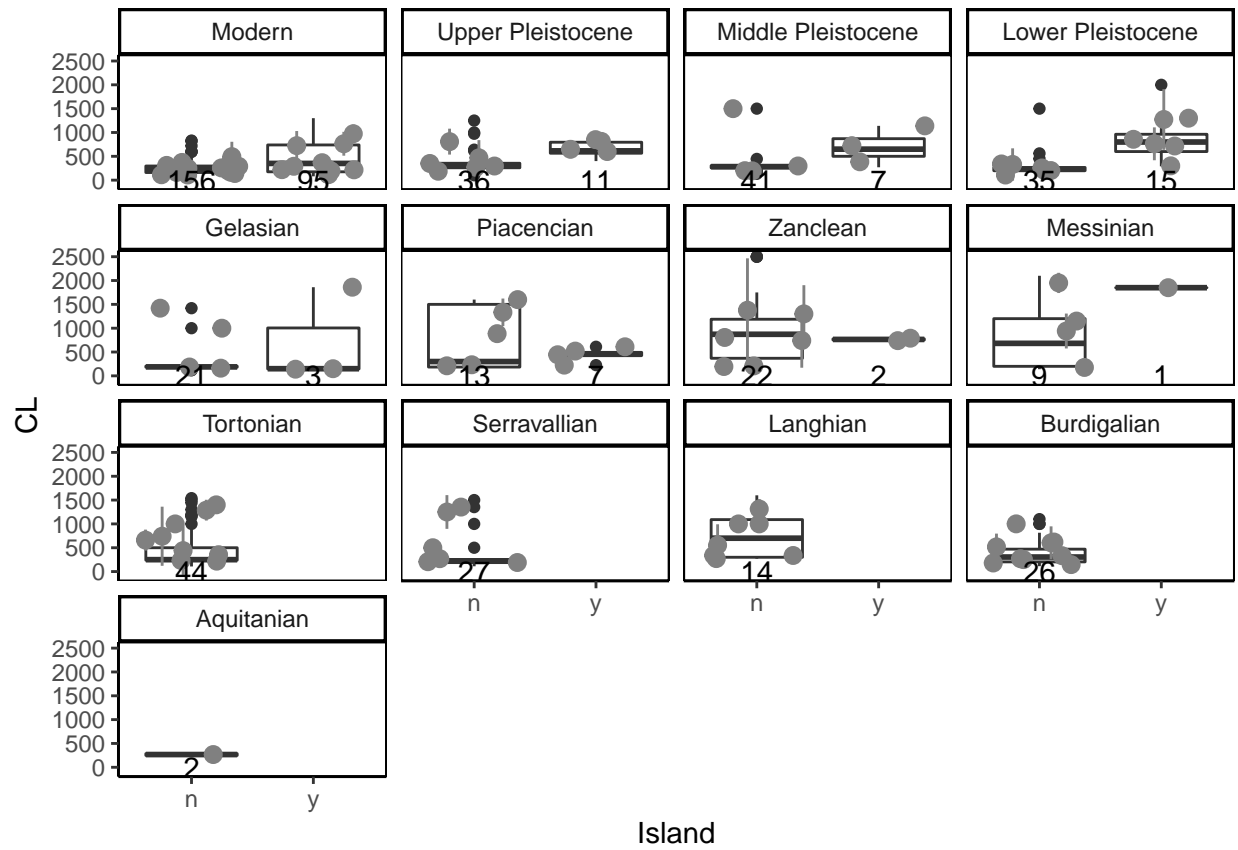 Modern Upper Pleistocene Middle Pleistocene Lower Pleistocene
2500
2000
1500
1000
500
0
156 95 36 11 41 7 35 15
Gelasian Piacencian Zanclean Messinian
2500
2000
1500
1000
500
0
21 3 13 7 22 2 9 1
CL
Tortonian Serravallian Langhian Burdigalian
2500
2000
1500
1000
500
0
44 27 14 26
n y n y n y
Aquitanian
2500
2000
1500
1000
500
0
2
n y
Island